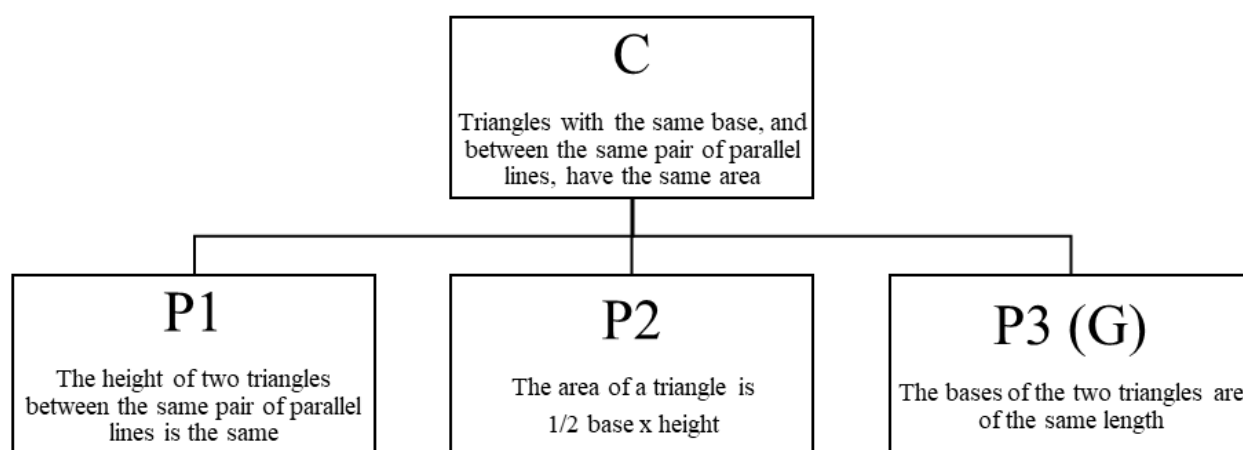 C
Triangles with the same base, and
between the same pair of parallel
lines, have the same area
P1
The height of two triangles
between the same pair of parallel
lines is the same
P2
The area of a triangle is
1/2 base x height
P3 (G)
The bases of the two triangles are
of the same length